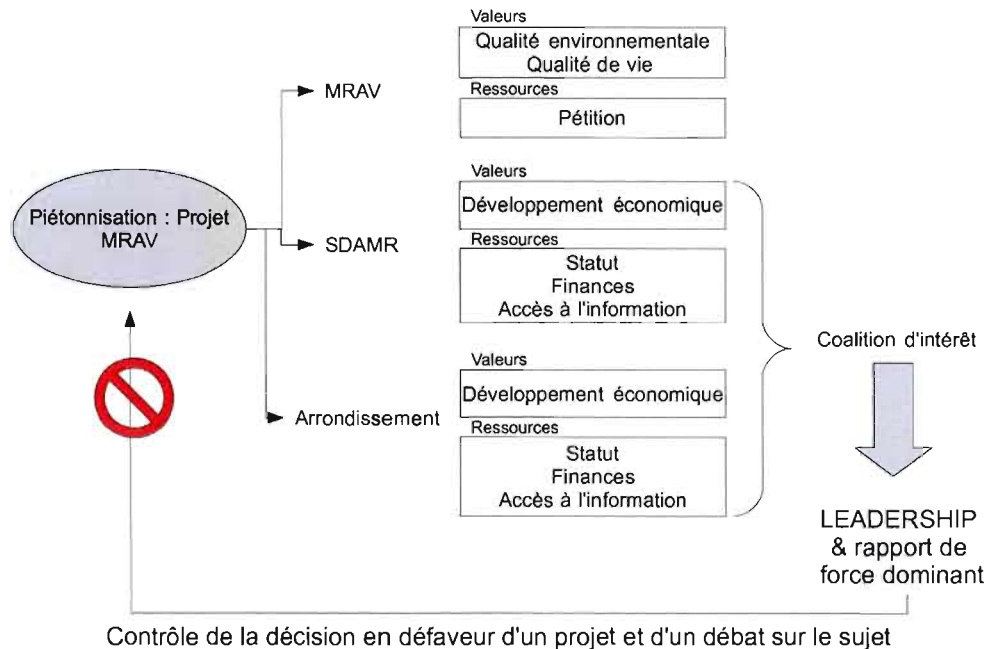 Valeurs
Qualité environnementale
Qualité de vie
MRAV
Ressources
Pétition
Piétonnisation : Projet
MRAV
Valeurs
Développement économique
SDAMR
Ressources
Statut
Finances
Accès à l'information
Valeurs
Développement économique
Arrondissement
Ressources
Statut
Finances
Accès à l'information
Coalition d'intérêt
LEADERSHIP
& rapport de
force dominant
Contrôle de la décision en défaveur d'un projet et d'un débat sur le sujet